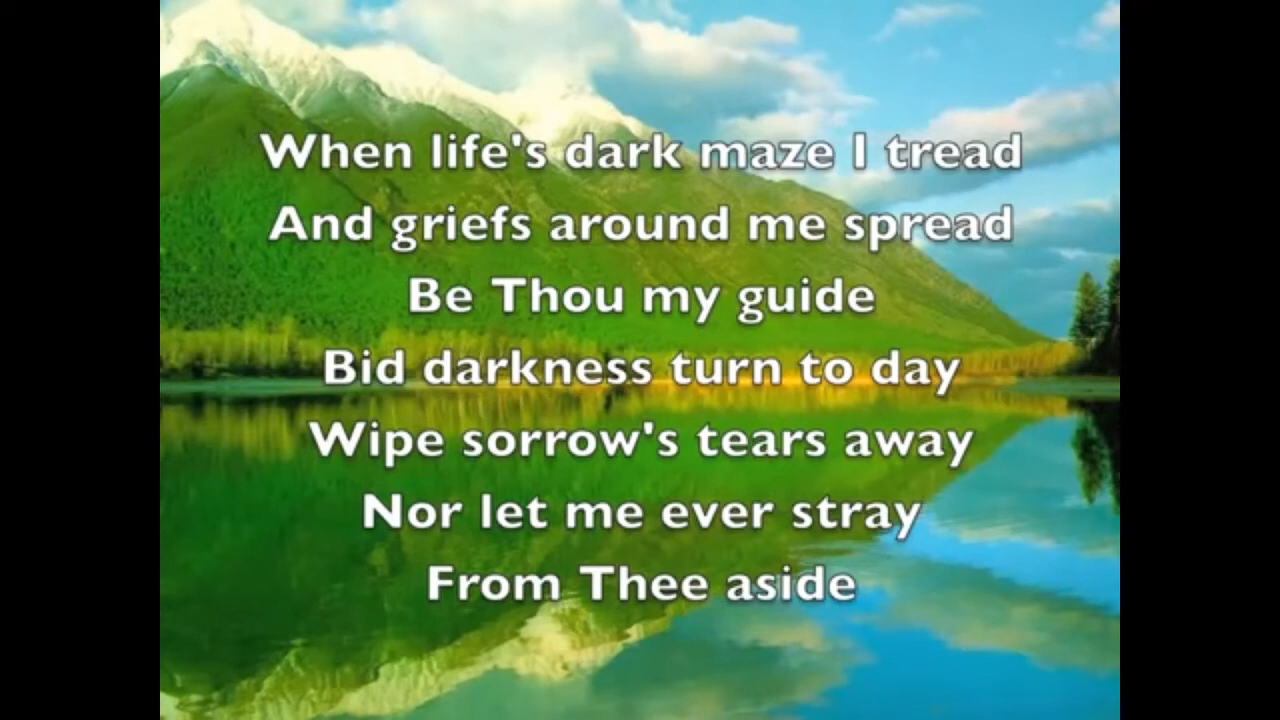 When life's dark maze I tread
And griefs around me spread
Be Thou my guide
Bid darkness turn to day
Wipe sorrow's tears away
Nor let me ever stray
From Thee aside